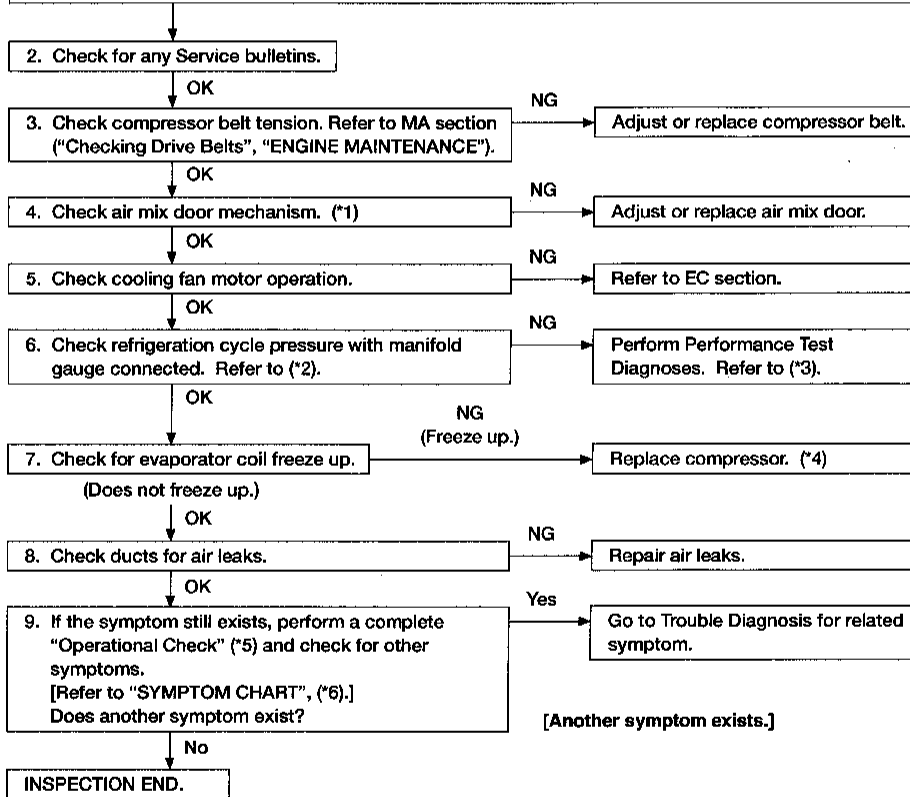 2. Check for any Service bulletins.
OK
3. Check compressor belt tension. Refer to MA section
("Checking Drive Belts", "ENGINE MAINTENANCE").
NG
Adjust or replace compressor belt.
OK
4. Check air mix door mechanism. (*1)
NG
Adjust or replace air mix door.
OK
5. Check cooling fan motor operation.
NG
Refer to EC section.
OK
6. Check refrigeration cycle pressure with manifold
gauge connected. Refer to (*2).
NG
Perform Performance Test
Diagnoses. Refer to (*3).
OK
7. Check for evaporator coil freeze up.
NG
(Freeze up.)
Replace compressor. (*4)
(Does not freeze up.)
OK
8. Check ducts for air leaks.
NG
Repair air leaks.
OK
9. If the symptom still exists, perform a complete
"Operational Check" (*5) and check for other
symptoms.
[Refer to "SYMPTOM CHART", (*6).]
Does another symptom exist?
Yes
Go to Trouble Diagnosis for related
symptom.
[Another symptom exists.]
No
INSPECTION END.